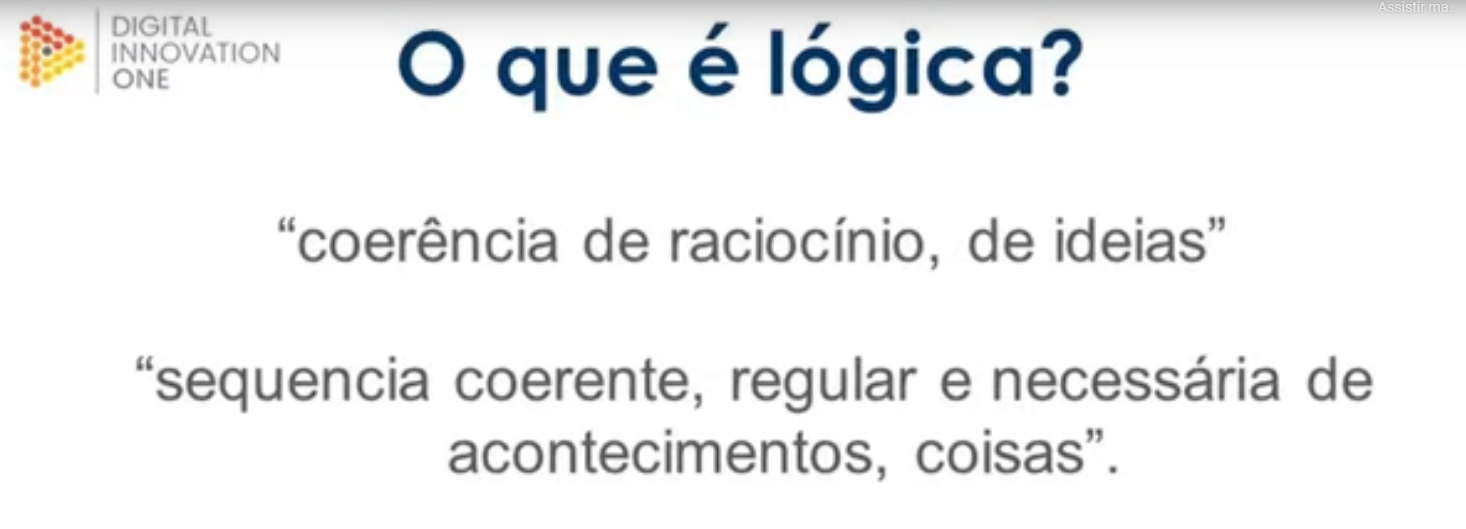 Assistir ma...
DIGITAL
INNOVATION
ONE
O que é lógica?
“coerência de raciocínio, de ideias”
“sequencia coerente, regular e necessária de
acontecimentos, coisas”.